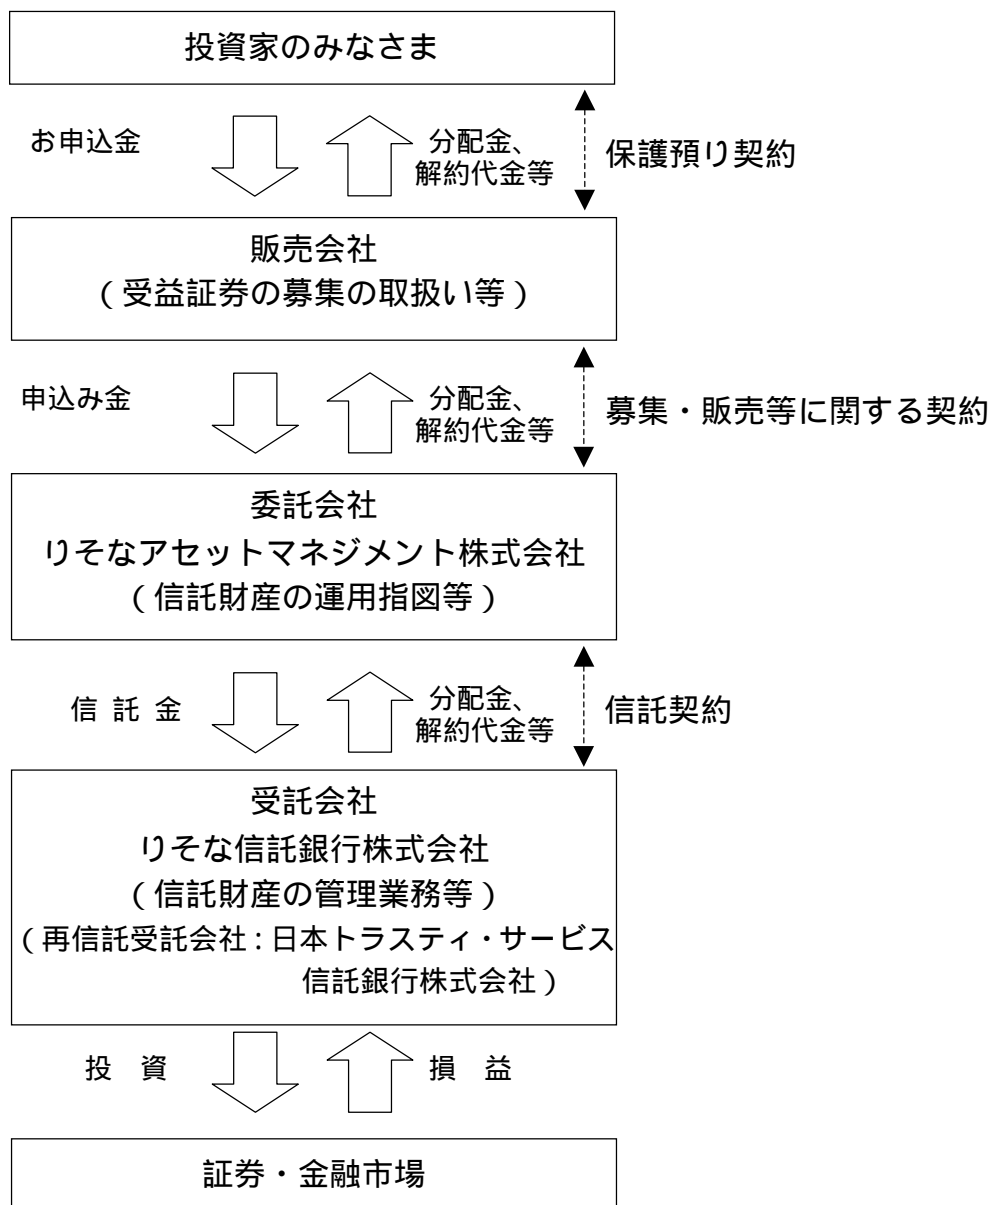 投資家のみなさま
お申込金
分配金、
解約代金等
保護預り契約
販売会社
(受益証券の募集の取扱い等)
申込み金
分配金、
解約代金等
募集・販売等に関する契約
委託会社
りそなアセットマネジメント株式会社
(信託財産の運用指図等)
信 託 金
分配金、
解約代金等
信託契約
受託会社
りそな信託銀行株式会社
(信託財産の管理業務等)
(再信託受託会社:日本トラスティ・サービス
信託銀行株式会社)
投 資
損 益
証券・金融市場